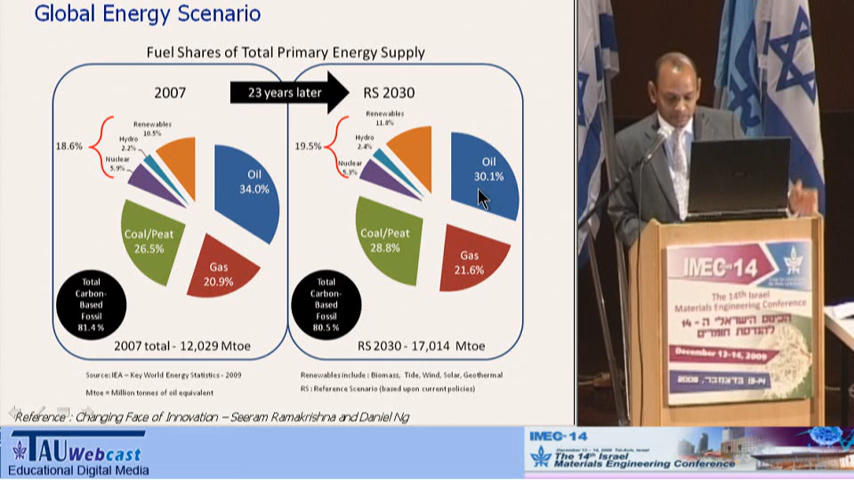 Global Energy Scenario
Fuel Shares of Total Primary Energy Supply
2007
23 years later
RS 2030
Renewables
10.5%
Hydro
2.2%
Nuclear
5.9%
18.6%
Oil
34.0%
Coal/Peat
26.5%
Gas
20.9%
Total
Carbon-
Based
Fossil
81.4%
2007 total - 12,029 Mtoe
Renewables
11.8%
Hydro
2.4%
Nuclear
19.5%
Oil
30.1%
Coal/Peat
28.8%
Gas
21.6%
Total
Carbon-
Based
Fossil
80.5%
RS 2030 - 17,014 Mtoe
Source: IEA – Key World Energy Statistics - 2009
Mtoe = Million tonnes of oil equivalent
Renewables include : Biomass, Tide, Wind, Solar, Geothermal
RS : Reference Scenario (based upon current policies)
Reference : Changing Face of Innovation – Seeram Ramakrishna and Daniel Ng
IMEC 14
The 14th Israel
Materials Engineering Conference
הכינוס הישראלי ה - 14
להנדסת חומרים
December 13-14, 2009
13-14 בדצמבר, 2009
TAU Webcast
Educational Digital Media
IMEC-14
The 14th Israel
Materials Engineering Conference